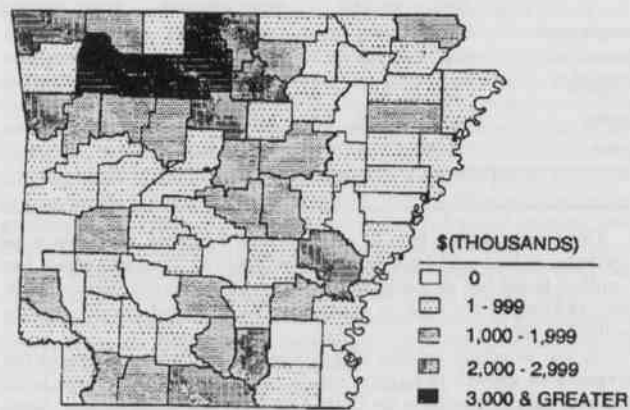 $(THOUSANDS)
0
1 - 999
1,000 - 1,999
2,000 - 2,999
3,000 & GREATER